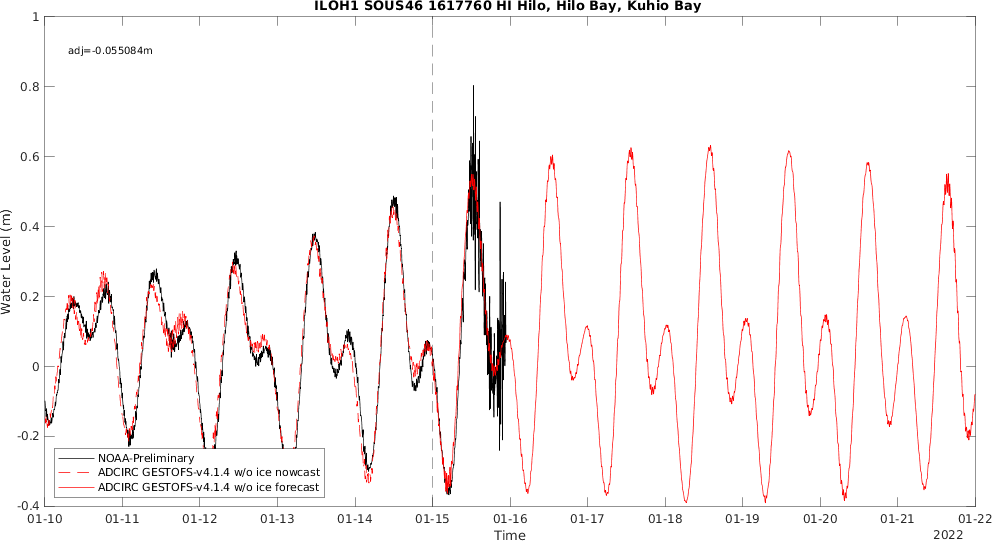 ILOH1 SOUS46 1617760 HI Hilo, Hilo Bay, Kuhio Bay
adj=-0.055084m
Water Level (m)
1
0.8
0.6
0.4
0.2
0
-0.2
-0.4
NOAA-Preliminary
ADCIRC GESTOFS-v4.1.4 w/o ice nowcast
ADCIRC GESTOFS-v4.1.4 w/o ice forecast
01-10 01-11 01-12 01-13 01-14 01-15 01-16 01-17 01-18 01-19 01-20 01-21 01-22
Time
2022